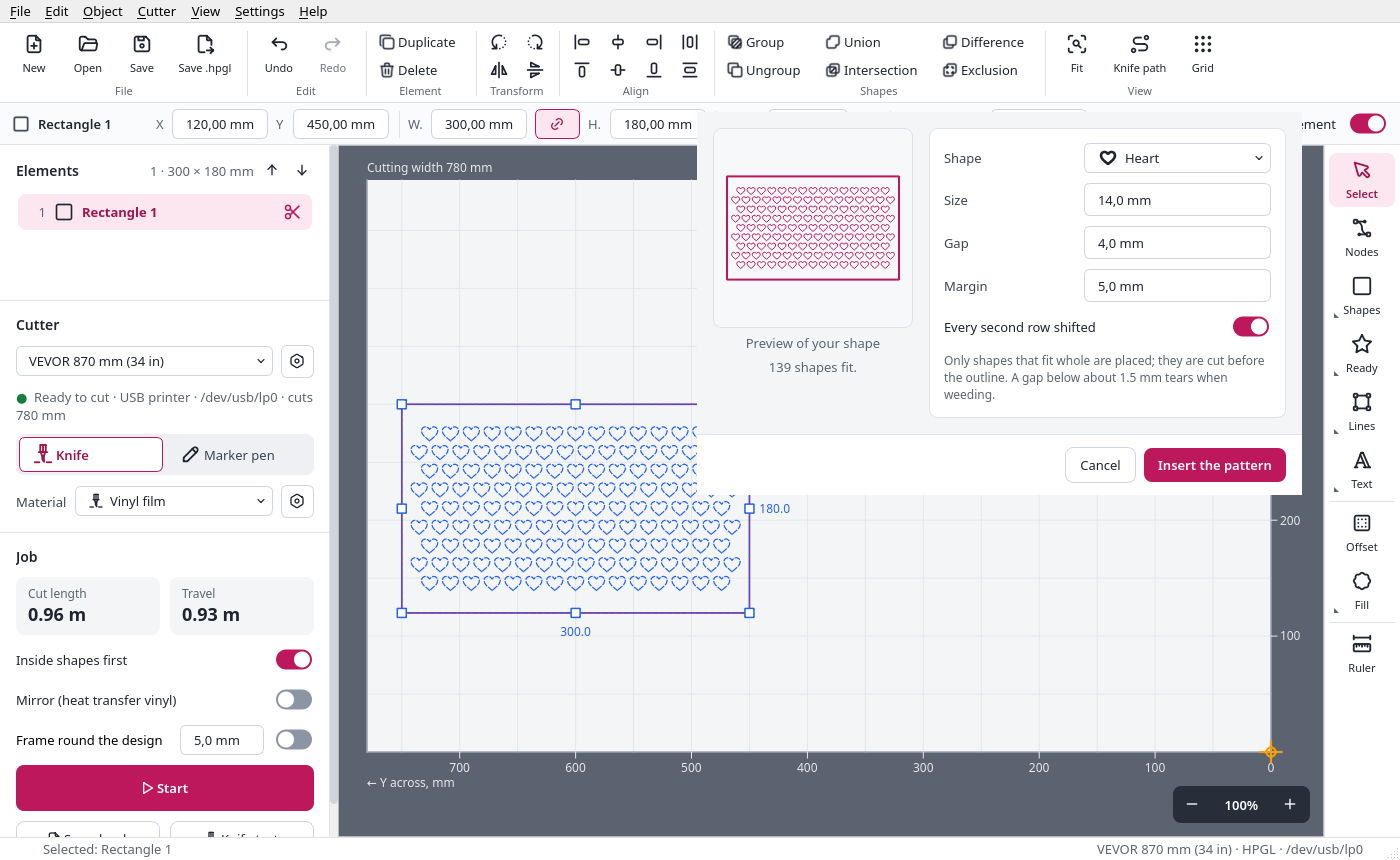 File Edit Object Cutter View Settings Help
Duplicate Group Union Difference
New Open Save Save .hpgl Undo Redo Delete Ungroup Intersection Exclusion Fit Knife path Grid
File Edit Element Transform Align Shapes View
Rectangle 1 X 120,00 mm Y 450,00 mm W. 300,00 mm H. 180,00 mm
Elements 1 · 300 × 180 mm
1 Rectangle 1
Cutter
VEVOR 870 mm (34 in)
Ready to cut · USB printer · /dev/usb/lp0 · cuts
780 mm
Knife Marker pen
Material Vinyl film
Job
Cut length Travel
0.96 m 0.93 m
Inside shapes first
Mirror (heat transfer vinyl)
Frame round the design 5,0 mm
Start
Cutting width 780 mm
180.0
300.0
200
100
700 600 500 400 300 200 100 0
← Y across, mm
100%
Preview of your shape
139 shapes fit.
Shape Heart
Size 14,0 mm
Gap 4,0 mm
Margin 5,0 mm
Every second row shifted
Only shapes that fit whole are placed; they are cut before
the outline. A gap below about 1.5 mm tears when
weeding.
Cancel Insert the pattern
Select
Nodes
Shapes
Ready
Lines
Text
Offset
Fill
Ruler
Selected: Rectangle 1 VEVOR 870 mm (34 in) · HPGL · /dev/usb/lp0